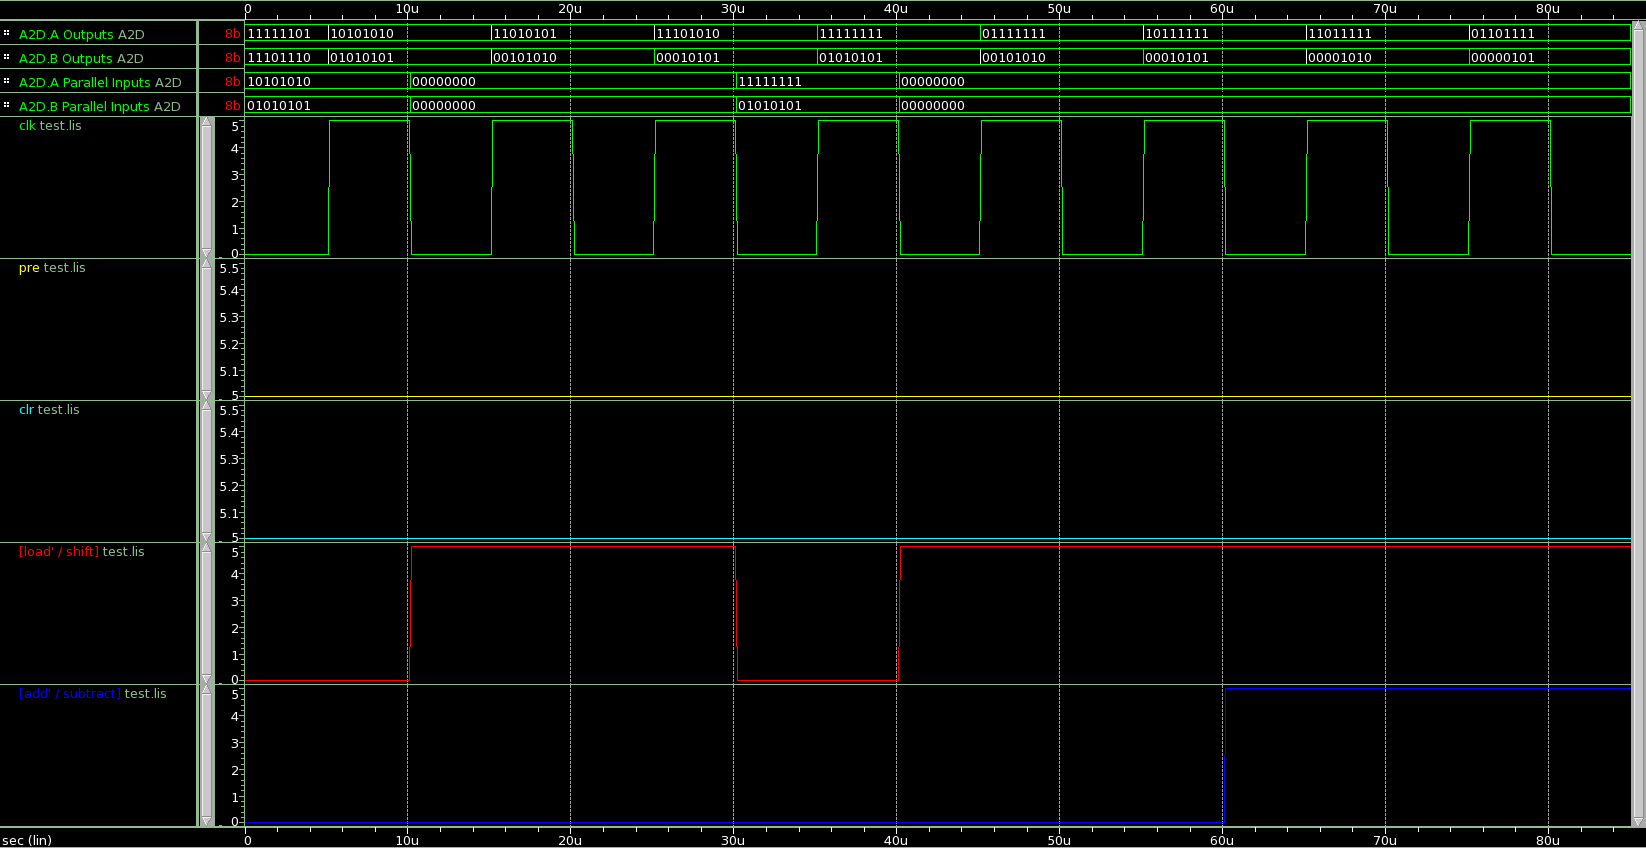 0 10u 20u 30u 40u 50u 60u 70u 80u
A2D.A Outputs A2D 8b 11111101 10101010 11010101 11101010 11111111 01111111 10111111 11011111 01101111
A2D.B Outputs A2D 8b 11101110 01010101 00101010 00010101 01010101 00101010 00010101 00001010 00000101
A2D.A Parallel Inputs A2D 8b 10101010 00000000 11111111 00000000
A2D.B Parallel Inputs A2D 8b 01010101 00000000 01010101 00000000
clk test.lis 5
4
3
2
1
0
pre test.lis 5.5
5.4
5.3
5.2
5.1
5
clr test.lis 5.5
5.4
5.3
5.2
5.1
5
[load' / shift] test.lis 5
4
3
2
1
0
[add' / subtract] test.lis 5
4
3
2
1
0
sec (lin) 0 10u 20u 30u 40u 50u 60u 70u 80u